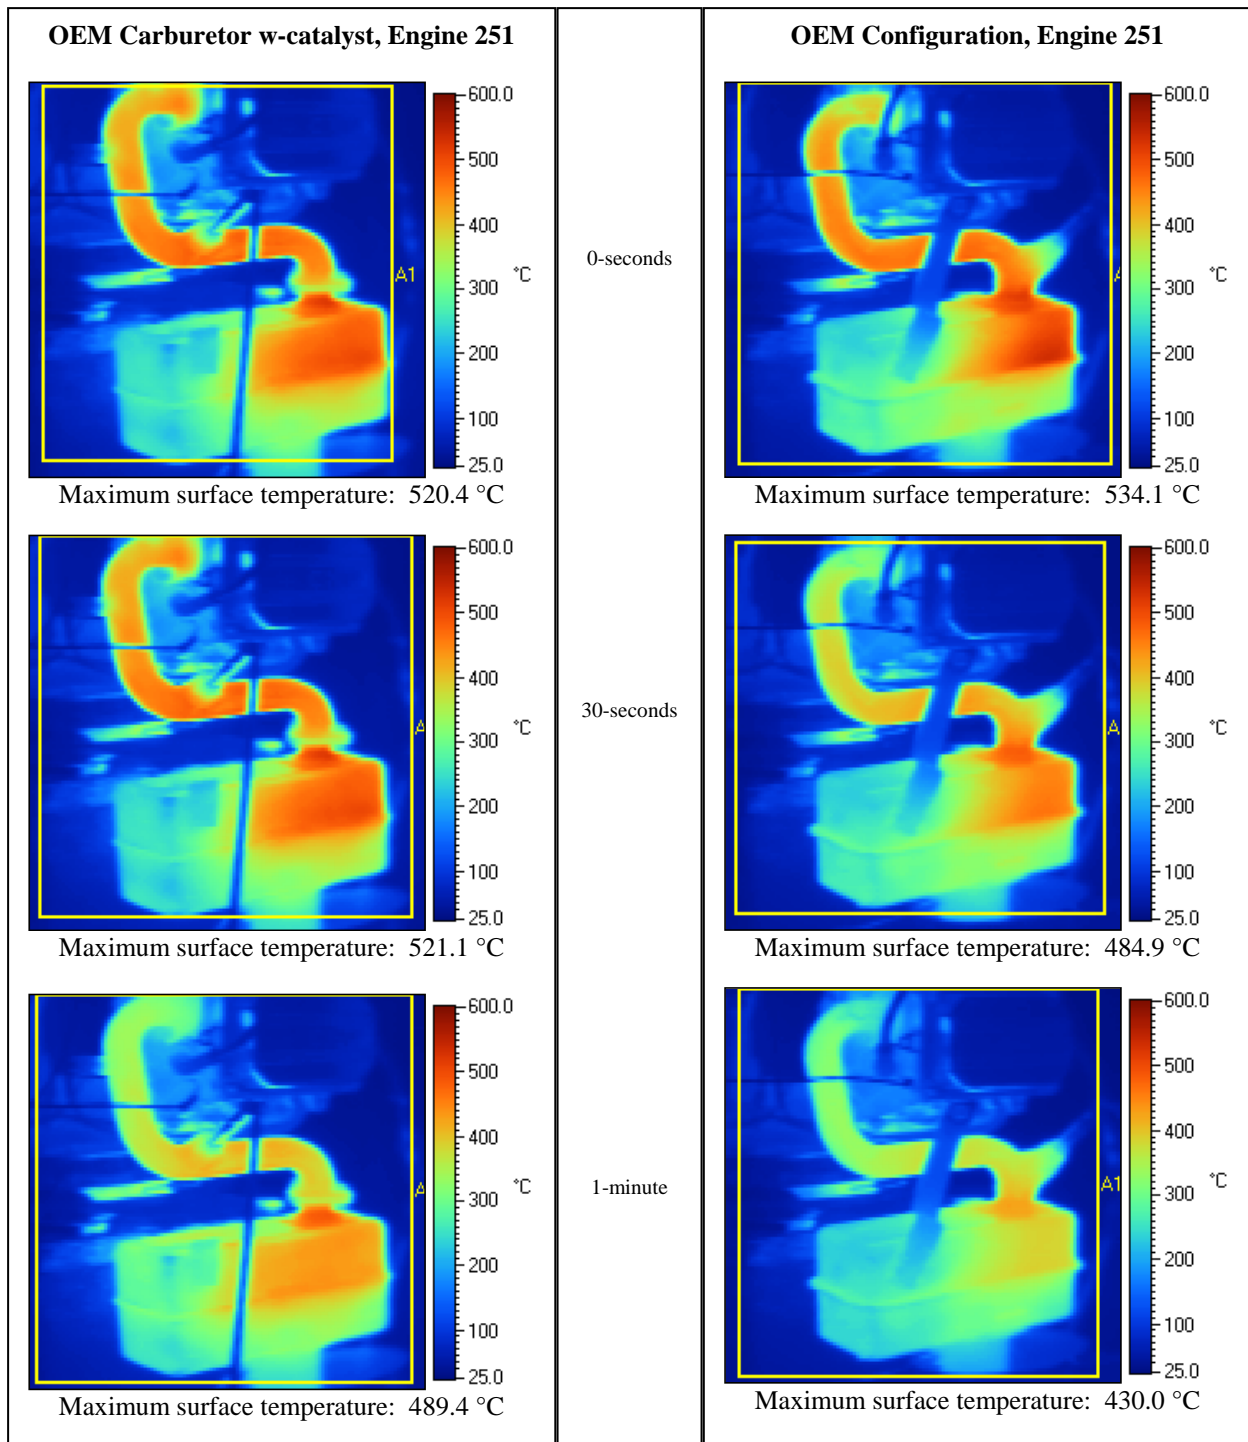 OEM Carburetor w-catalyst, Engine 251
OEM Configuration, Engine 251
600.0
500
400
300
200
100
25.0
°C
A1
0-seconds
600.0
500
400
300
200
100
25.0
°C
A
Maximum surface temperature: 520.4 °C
Maximum surface temperature: 534.1 °C
600.0
500
400
300
200
100
25.0
°C
A
30-seconds
600.0
500
400
300
200
100
25.0
°C
A
Maximum surface temperature: 521.1 °C
Maximum surface temperature: 484.9 °C
600.0
500
400
300
200
100
25.0
°C
A
1-minute
600.0
500
400
300
200
100
25.0
°C
A1
Maximum surface temperature: 489.4 °C
Maximum surface temperature: 430.0 °C